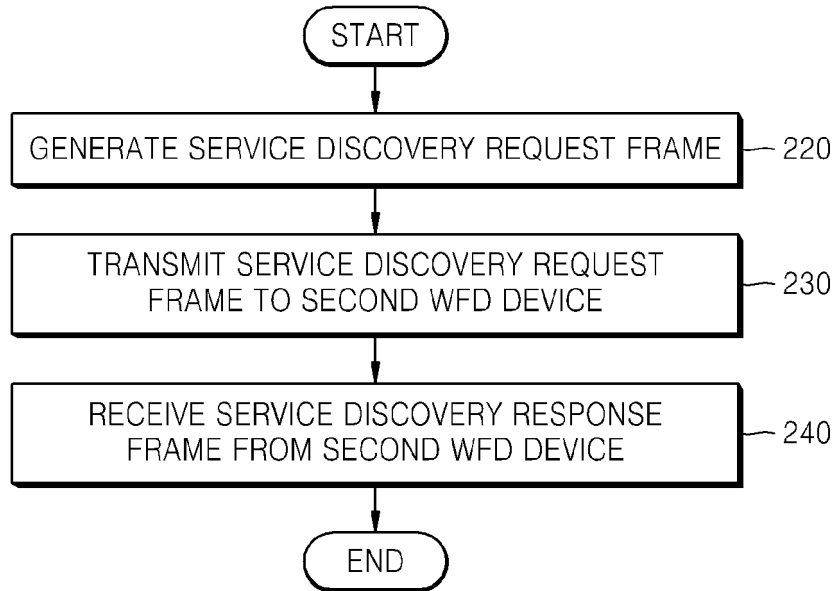 START
GENERATE SERVICE DISCOVERY REQUEST FRAME
220
TRANSMIT SERVICE DISCOVERY REQUEST
FRAME TO SECOND WFD DEVICE
230
RECEIVE SERVICE DISCOVERY RESPONSE
FRAME FROM SECOND WFD DEVICE
240
END